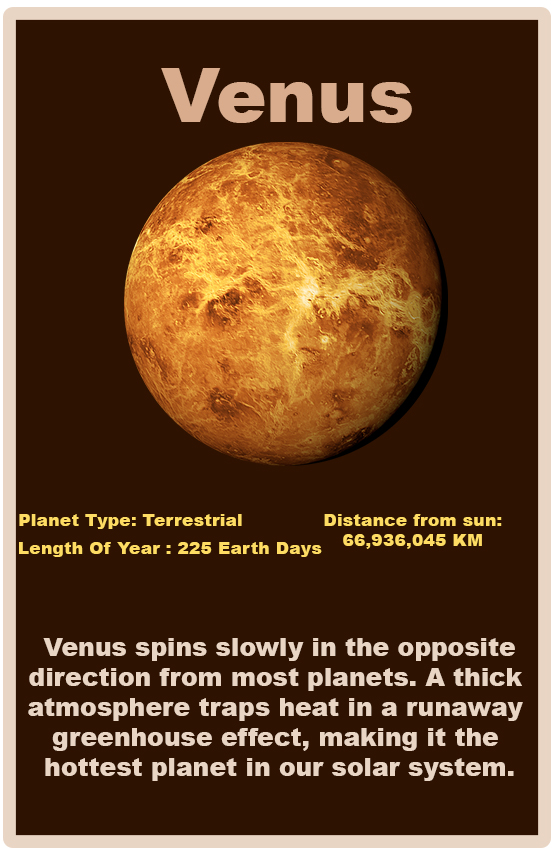 Venus
Planet Type: Terrestrial
Length Of Year : 225 Earth Days
Distance from sun:
66,936,045 KM
Venus spins slowly in the opposite
direction from most planets. A thick
atmosphere traps heat in a runaway
greenhouse effect, making it the
hottest planet in our solar system.